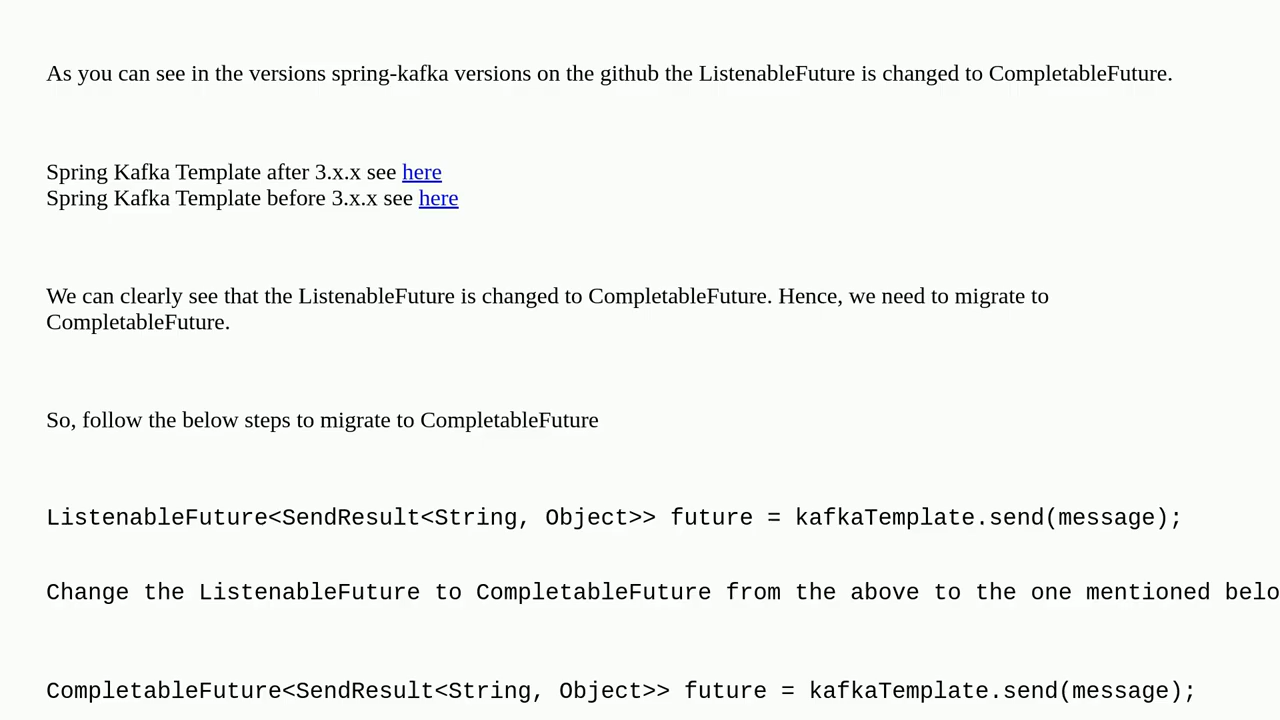 As you can see in the versions spring-kafka versions on the github the ListenableFuture is changed to CompletableFuture.
Spring Kafka Template after 3.x.x see here
Spring Kafka Template before 3.x.x see here
We can clearly see that the ListenableFuture is changed to CompletableFuture. Hence, we need to migrate to
CompletableFuture.
So, follow the below steps to migrate to CompletableFuture
ListenableFuture<SendResult<String, Object>> future = kafkaTemplate.send(message);
Change the ListenableFuture to CompletableFuture from the above to the one mentioned belo
CompletableFuture<SendResult<String, Object>> future = kafkaTemplate.send(message);